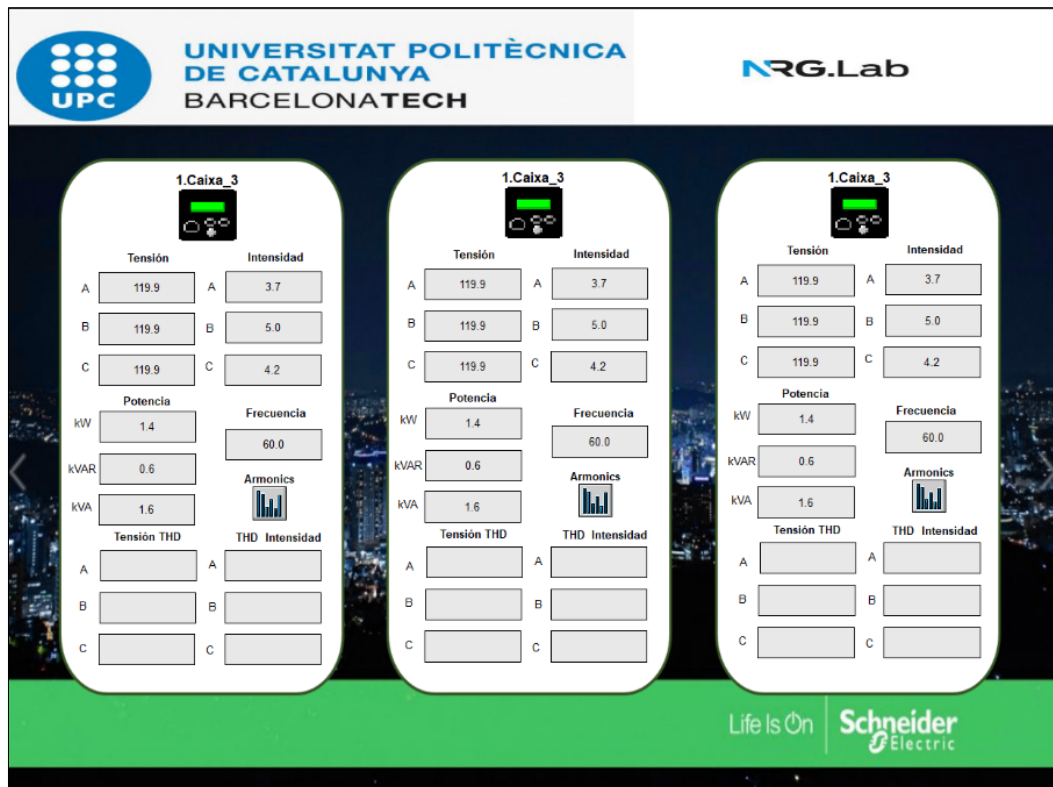 UPC
UNIVERSITAT POLITÈCNICA
DE CATALUNYA
BARCELONATECH
NRG.Lab
1.Caixa_3
Tensión Intensidad
A 119.9 A 3.7
B 119.9 B 5.0
C 119.9 C 4.2
Potencia
kW 1.4
Frecuencia
60.0
kVAR 0.6
Armonics
kVA 1.6
Tensión THD THD Intensidad
A A
B B
C C
1.Caixa_3
Tensión Intensidad
A 119.9 A 3.7
B 119.9 B 5.0
C 119.9 C 4.2
Potencia
kW 1.4
Frecuencia
60.0
kVAR 0.6
Armonics
kVA 1.6
Tensión THD THD Intensidad
A A
B B
C C
1.Caixa_3
Tensión Intensidad
A 119.9 A 3.7
B 119.9 B 5.0
C 119.9 C 4.2
Potencia
kW 1.4
Frecuencia
60.0
kVAR 0.6
Armonics
kVA 1.6
Tensión THD THD Intensidad
A A
B B
C C
Life Is On
Schneider
Electric